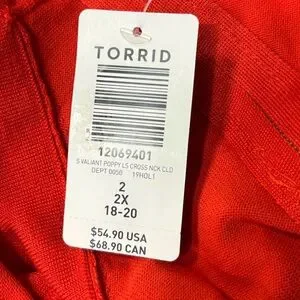 TORRID
12069401
S-VALIANT POPPY LS CROSS NCK CLD
DEPT 0050 19HOL1
2
2X
18-20
$54.90 USA
$68.90 CAN